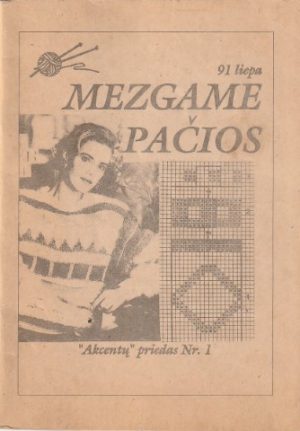 91 liepa
MEZGAME
PAČIOS
"Akcentų" priedas Nr. 1